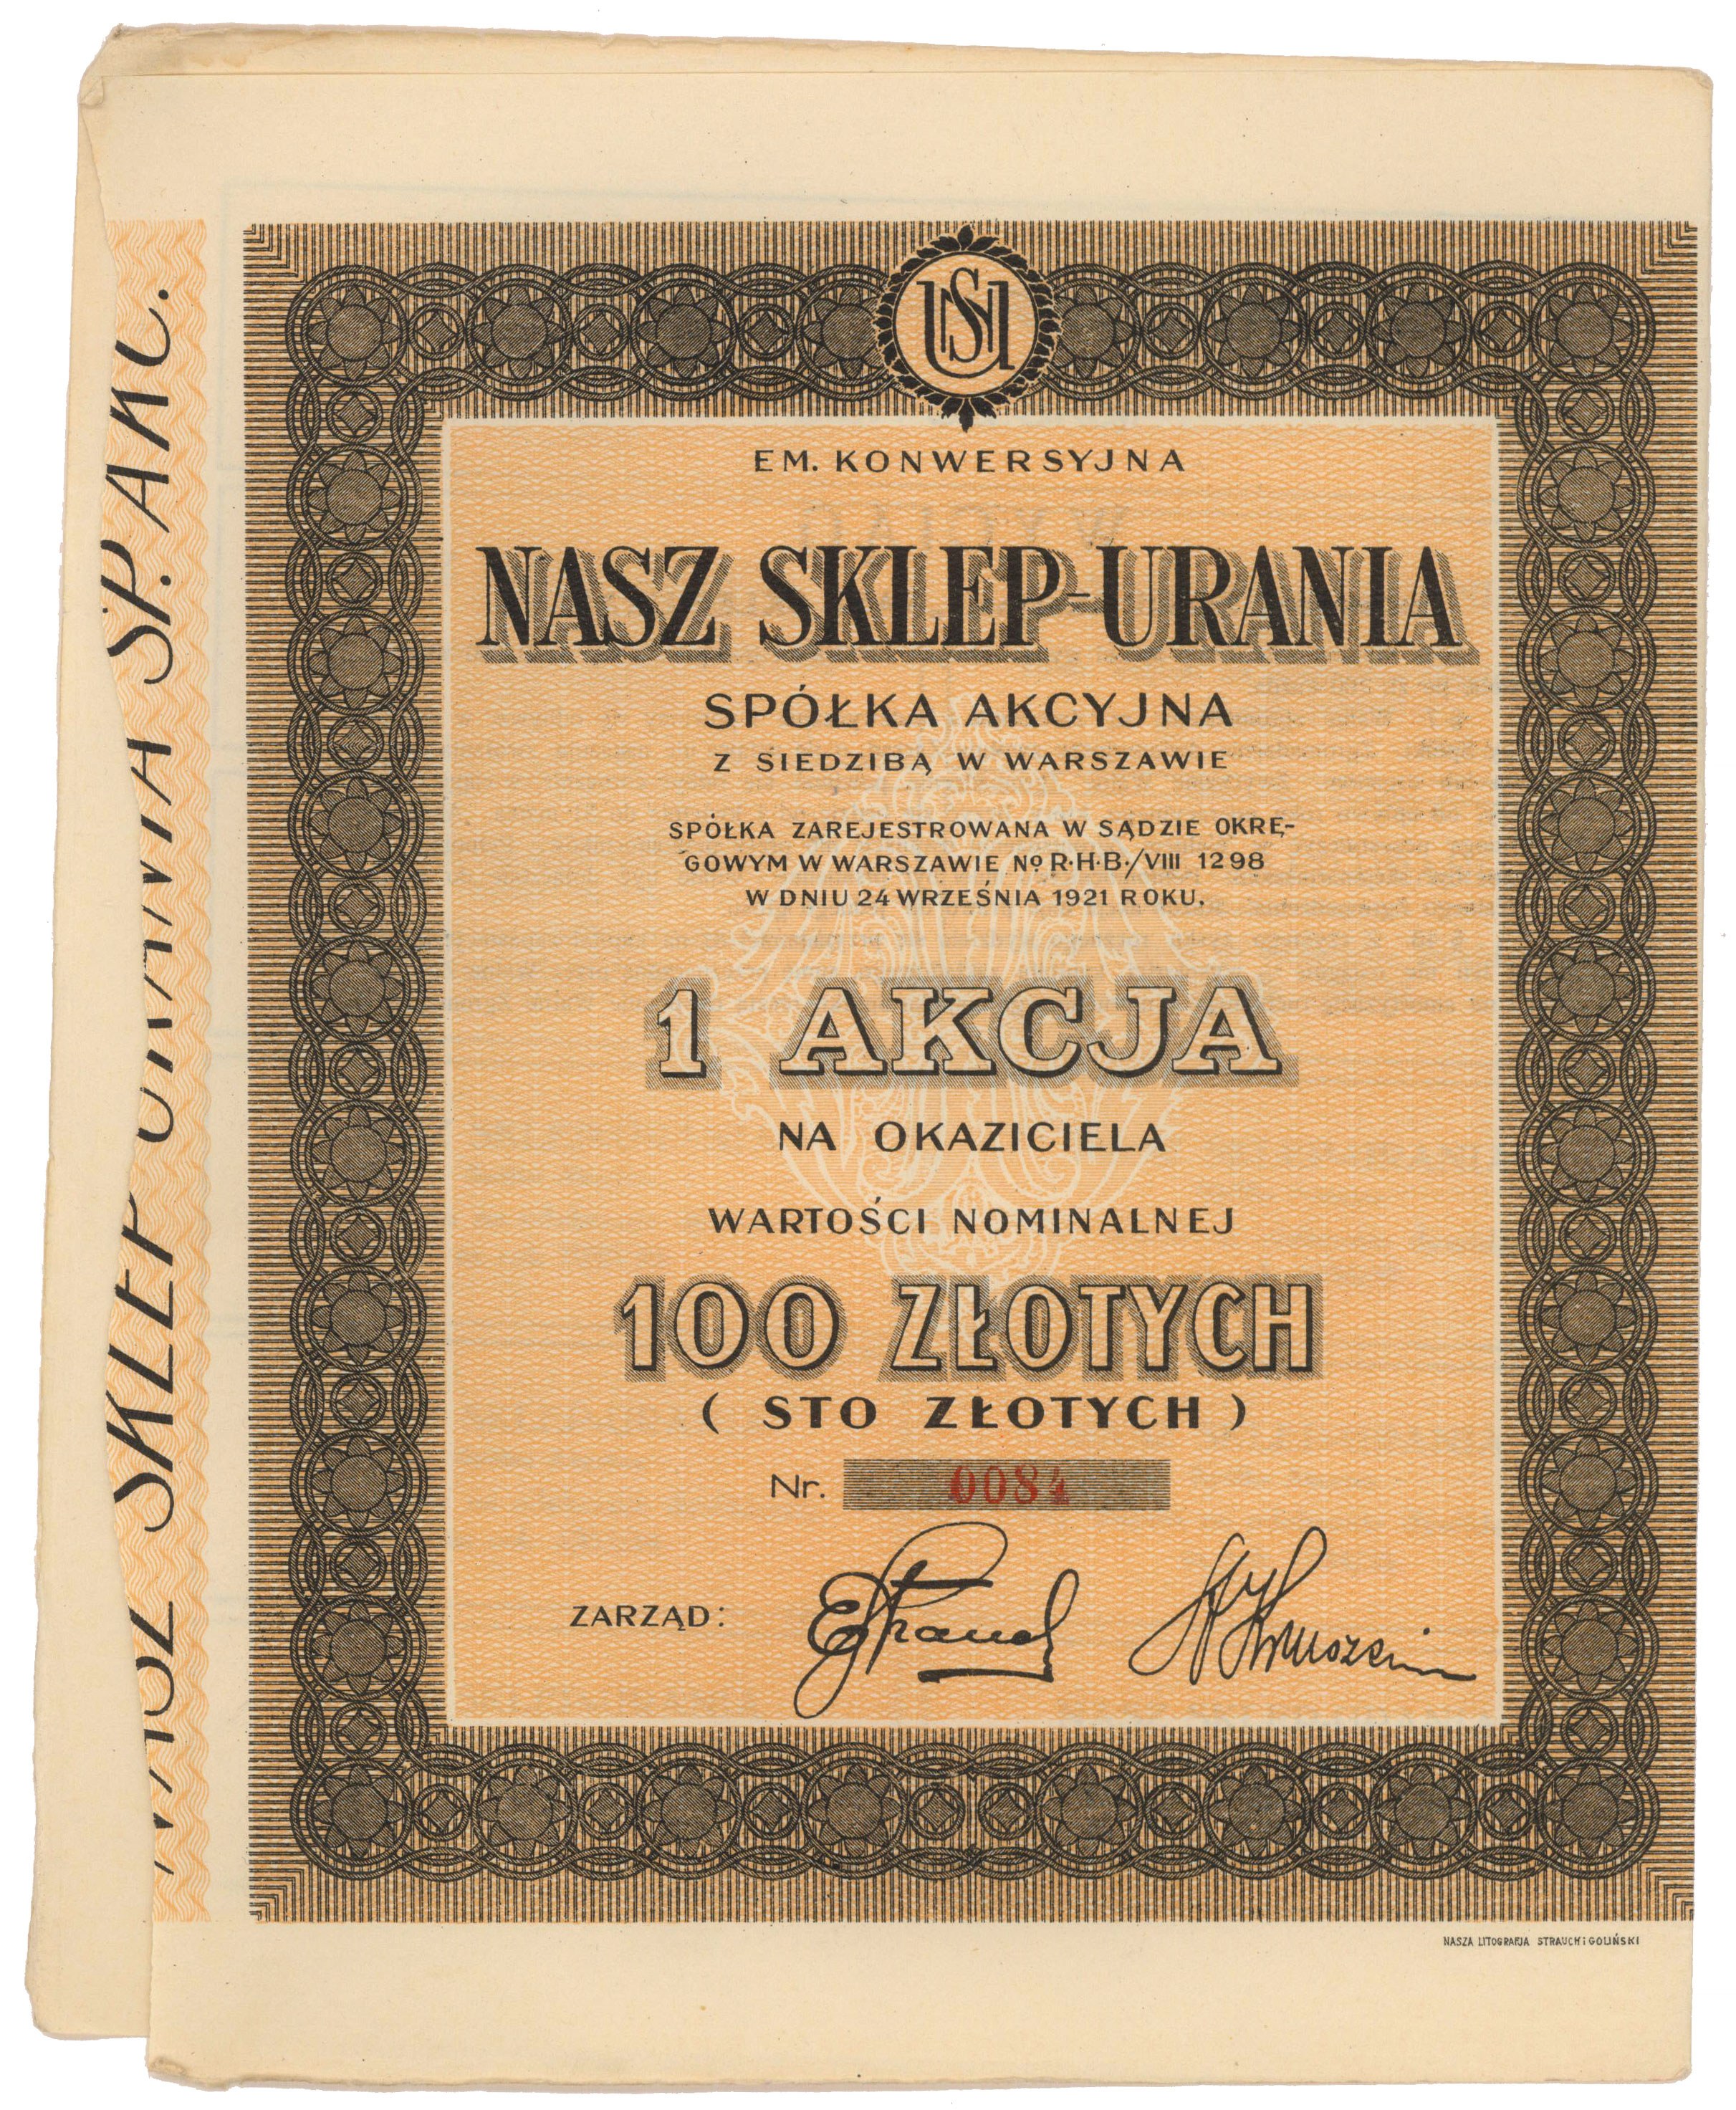 NASZ SKLEP URANIA SP. AKC.
EM. KONWERSYJNA
NASZ SKLEP-URANIA
SPÓŁKA AKCYJNA
Z SIEDZIBĄ W WARSZAWIE
SPÓŁKA ZAREJESTROWANA W SĄDZIE OKRĘ-
GOWYM W WARSZAWIE № R·H·B·/VIII 1298
W DNIU 24 WRZEŚNIA 1921 ROKU.
1 AKCJA
NA OKAZICIELA
WARTOŚCI NOMINALNEJ
100 ZŁOTYCH
( STO ZŁOTYCH )
Nr. 0084
ZARZĄD:
NASZA LITOGRAFJA STRAUCH i GOLIŃSKI